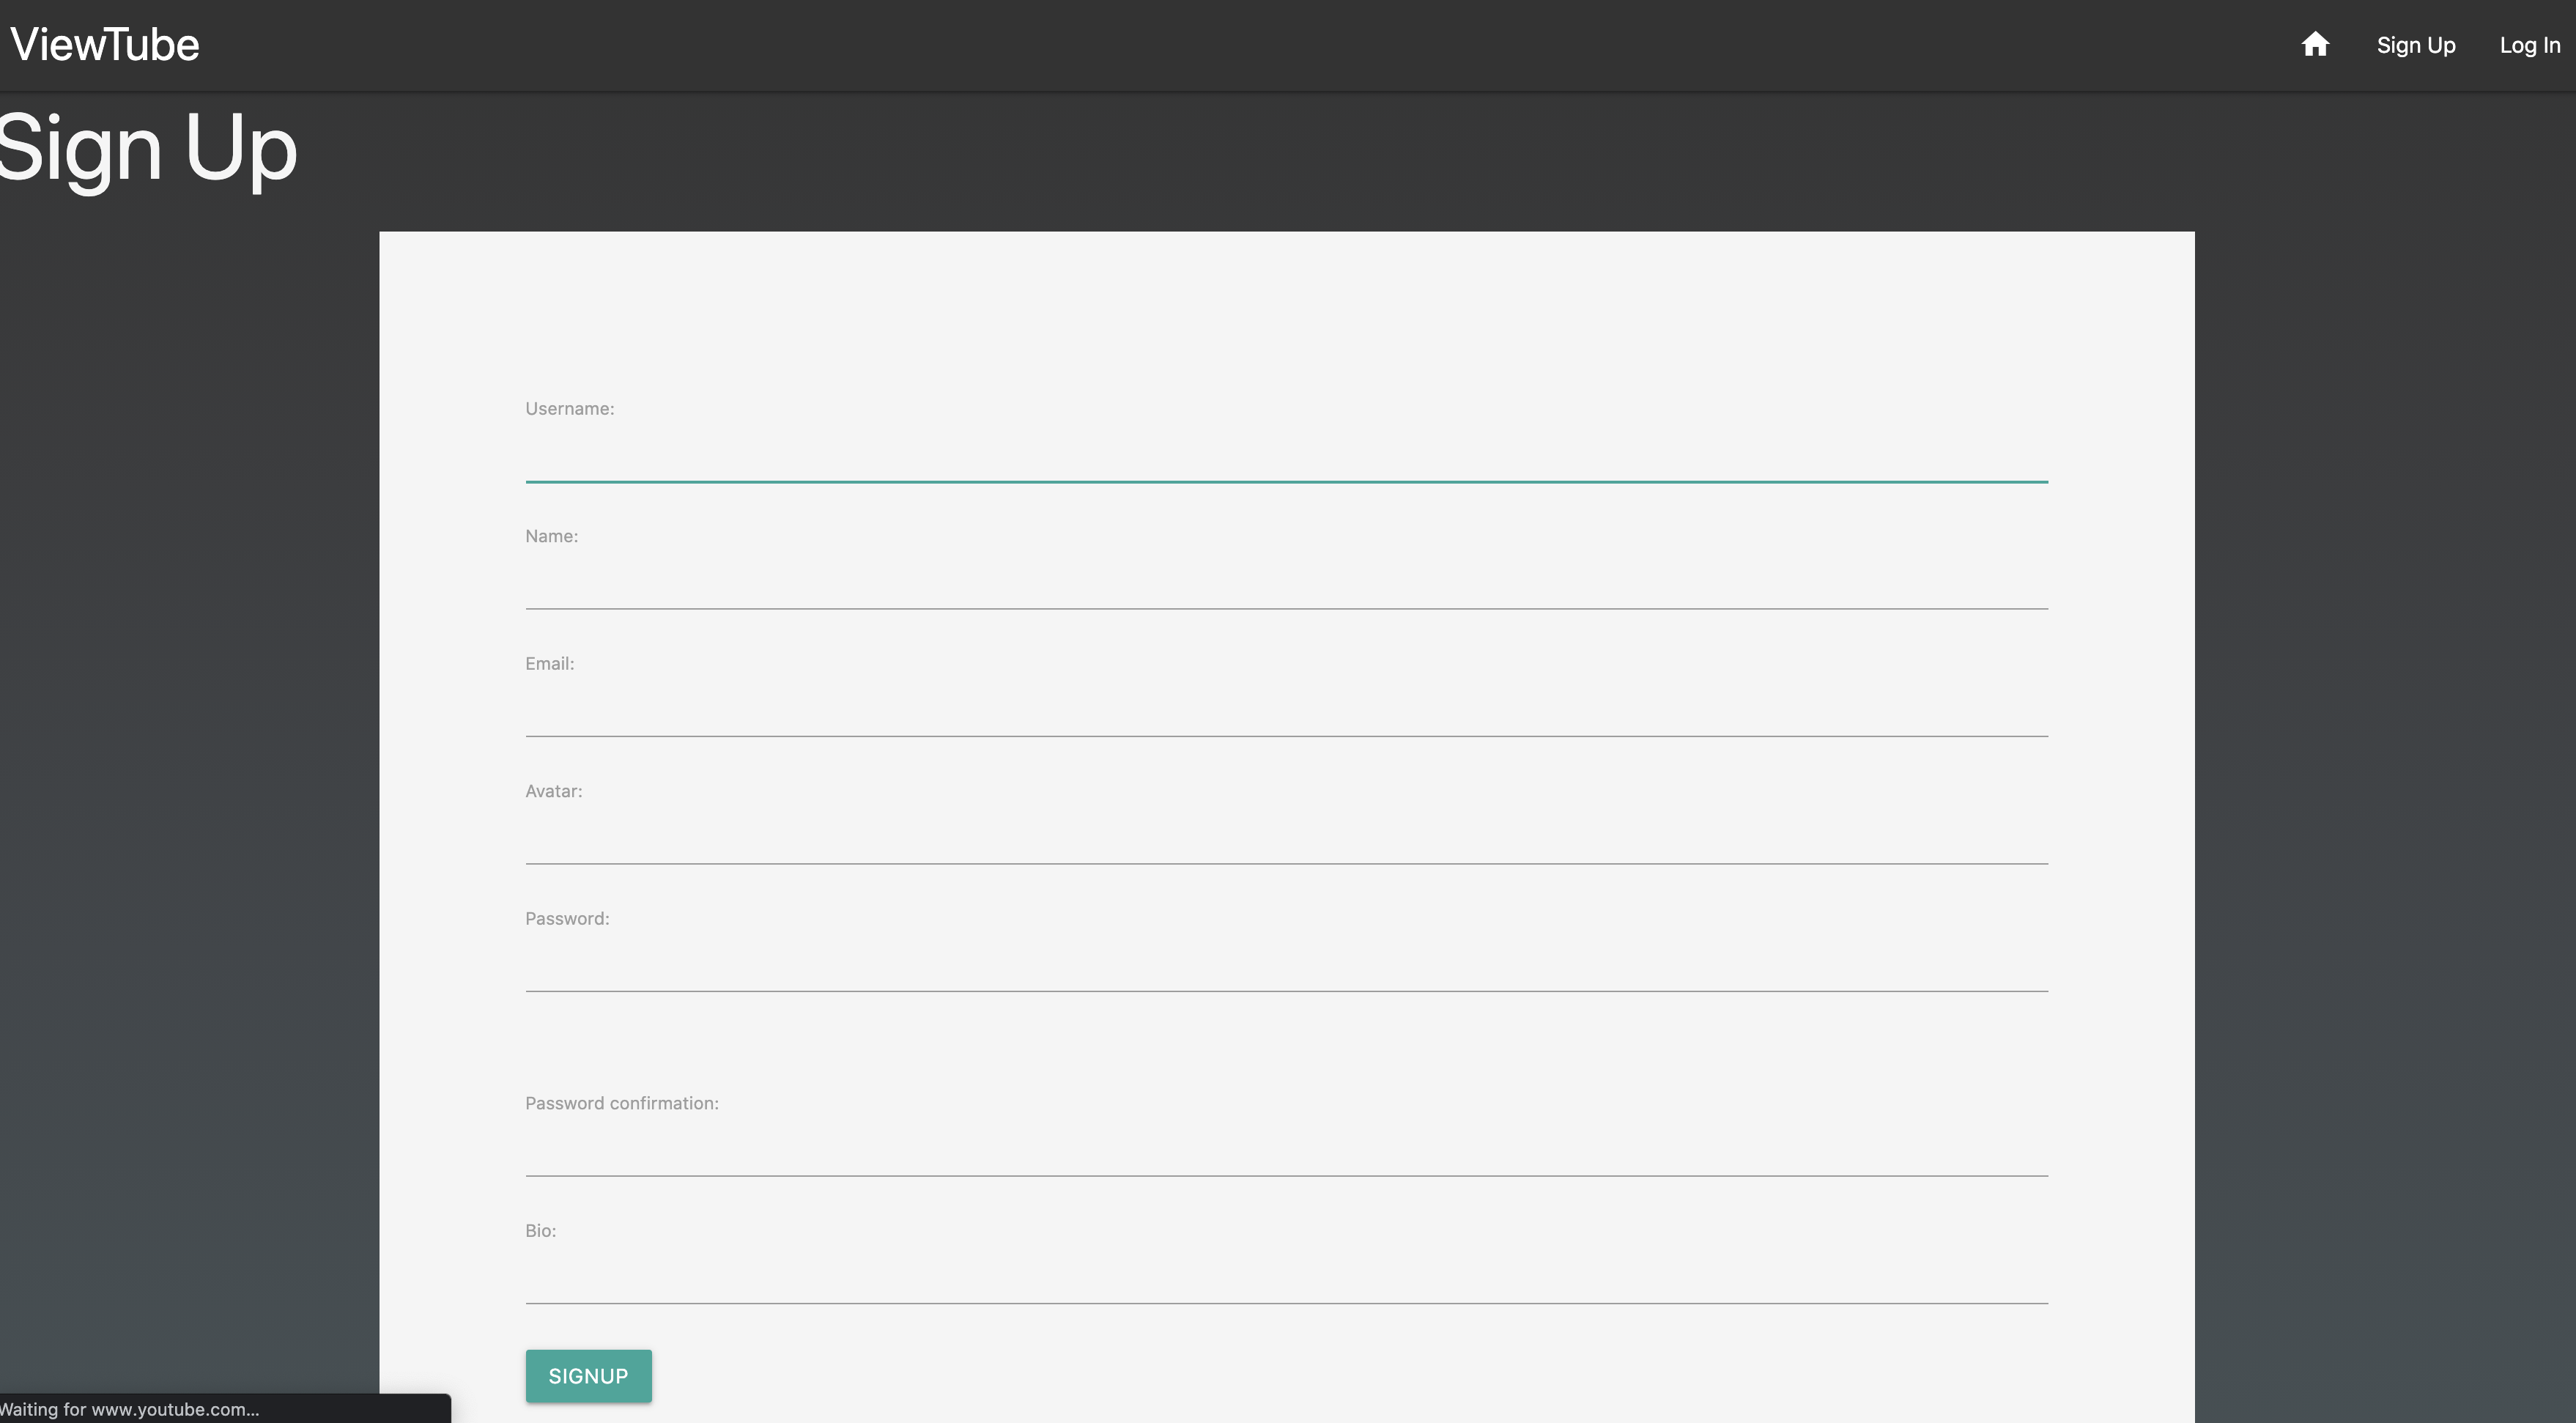 ViewTube
Sign Up
Log In
Sign Up
Username:
Name:
Email:
Avatar:
Password:
Password confirmation:
Bio:
SIGNUP
Waiting for www.youtube.com...